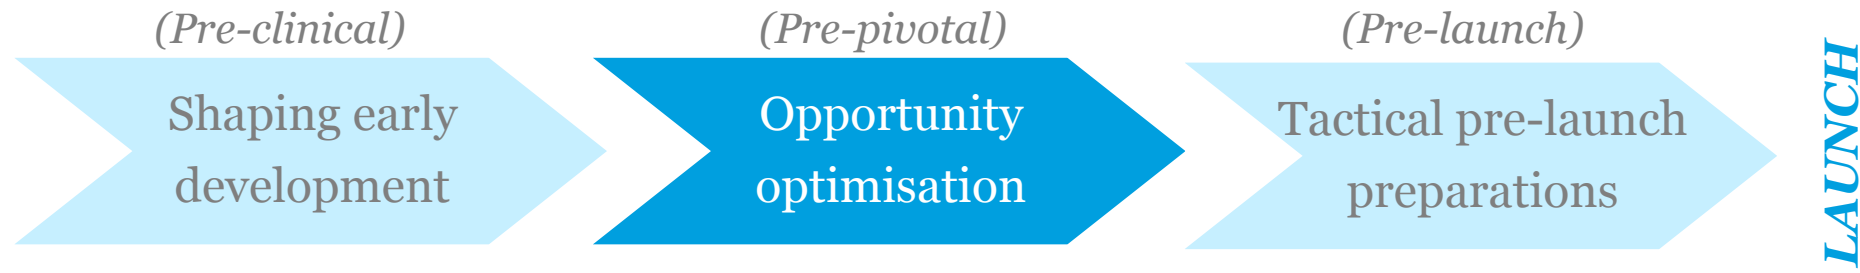 (Pre-clinical)
Shaping early
development
(Pre-pivotal)
Opportunity
optimisation
(Pre-launch)
Tactical pre-launch
preparations
LAUNCH